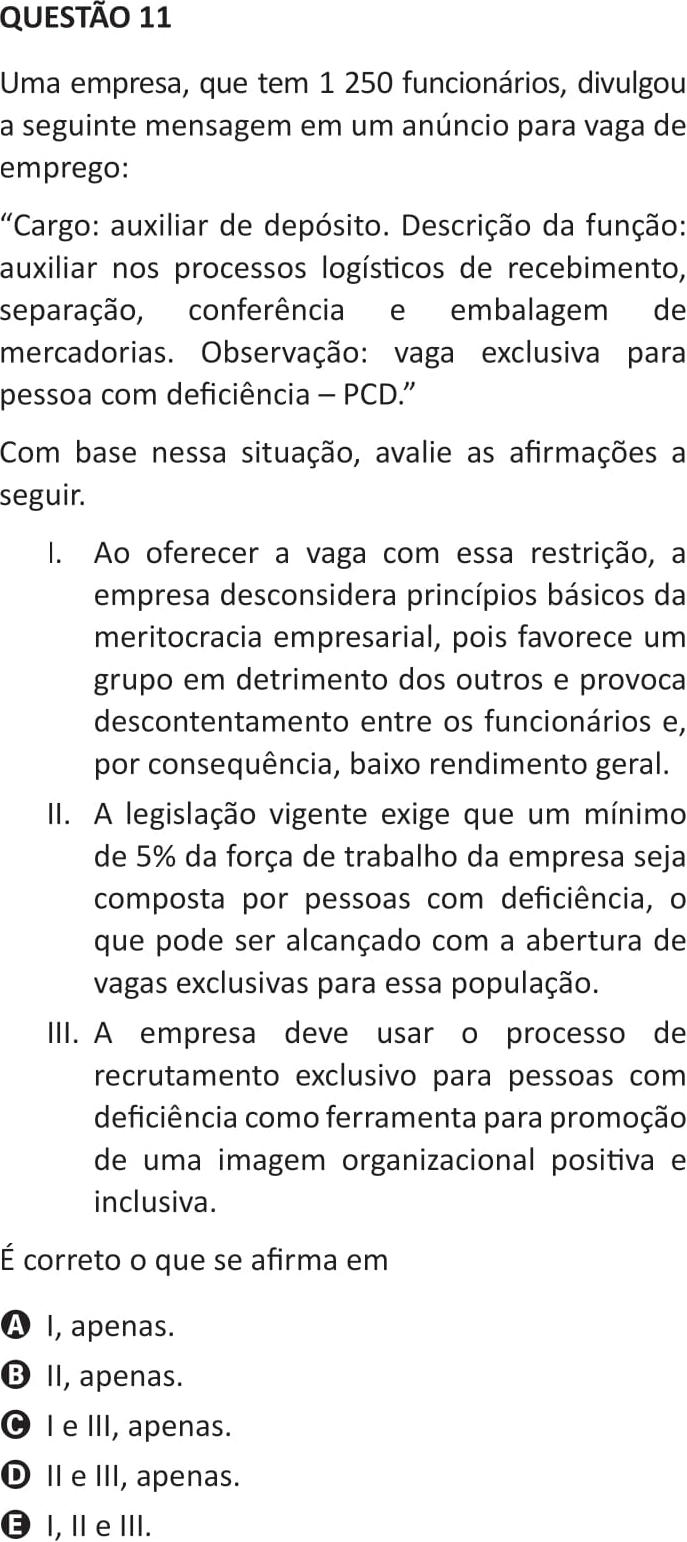 QUESTÃO 11
Uma empresa, que tem 1 250 funcionários, divulgou
a seguinte mensagem em um anúncio para vaga de
emprego:
“Cargo: auxiliar de depósito. Descrição da função:
auxiliar nos processos logísticos de recebimento,
separação, conferência e embalagem de
mercadorias. Observação: vaga exclusiva para
pessoa com deficiência – PCD.”
Com base nessa situação, avalie as afirmações a
seguir.
I. Ao oferecer a vaga com essa restrição, a
empresa desconsidera princípios básicos da
meritocracia empresarial, pois favorece um
grupo em detrimento dos outros e provoca
descontentamento entre os funcionários e,
por consequência, baixo rendimento geral.
II. A legislação vigente exige que um mínimo
de 5% da força de trabalho da empresa seja
composta por pessoas com deficiência, o
que pode ser alcançado com a abertura de
vagas exclusivas para essa população.
III. A empresa deve usar o processo de
recrutamento exclusivo para pessoas com
deficiência como ferramenta para promoção
de uma imagem organizacional positiva e
inclusiva.
É correto o que se afirma em
A I, apenas.
B II, apenas.
C I e III, apenas.
D II e III, apenas.
E I, II e III.